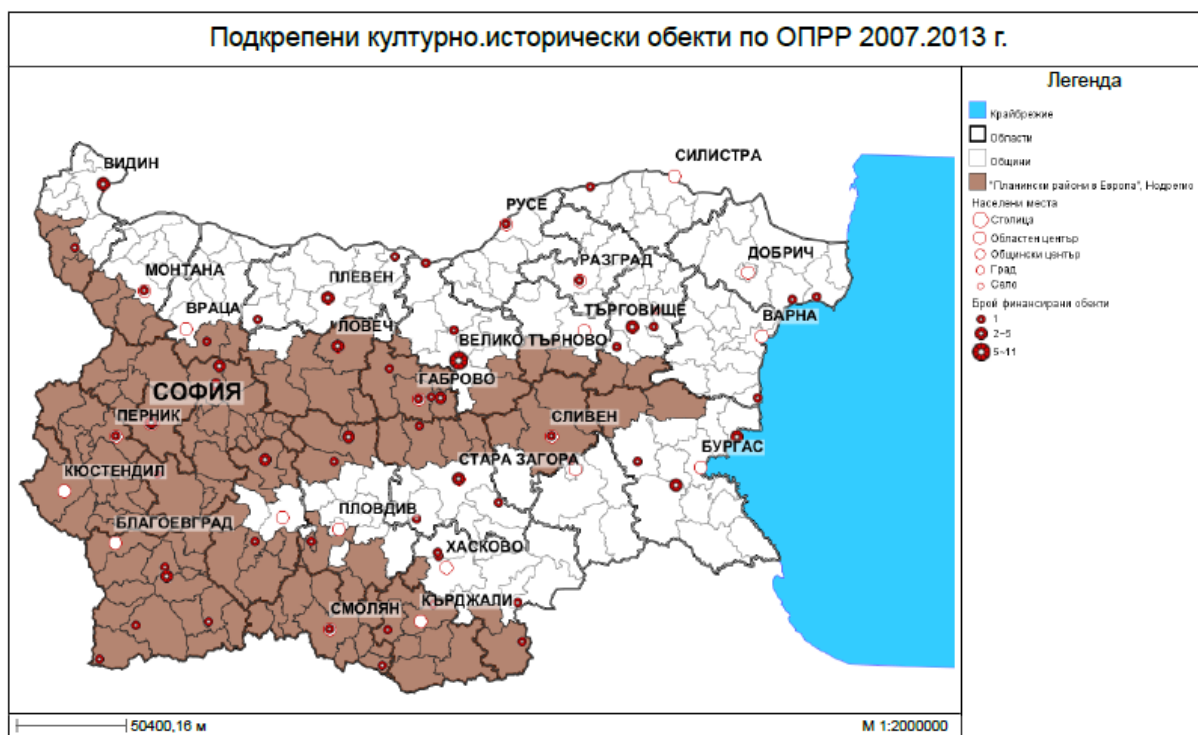 Подкрепени културно.исторически обекти по ОПРР 2007.2013 г.
Легенда
Крайбрежие
Области
Общини
"Планински райони в Европа", Нодрегио
Населени места
Столица
Областен център
Общински център
Град
Село
Брой финансирани обекти
1
2-5
5-11
ВИДИН
СИЛИСТРА
РУСЕ
ДОБРИЧ
РАЗГРАД
МОНТАНА
ПЛЕВЕН
ВРАЦА
ТЪРГОВИЩЕ
ВАРНА
ЛОВЕЧ
ВЕЛИКО ТЪРНОВО
ГАБРОВО
СОФИЯ
ПЕРНИК
СЛИВЕН
БУРГАС
КЮСТЕНДИЛ
СТАРА ЗАГОРА
ПЛОВДИВ
БЛАГОЕВГРАД
ХАСКОВО
КЪРДЖАЛИ
СМОЛЯН
50400,16 м
М 1:2000000